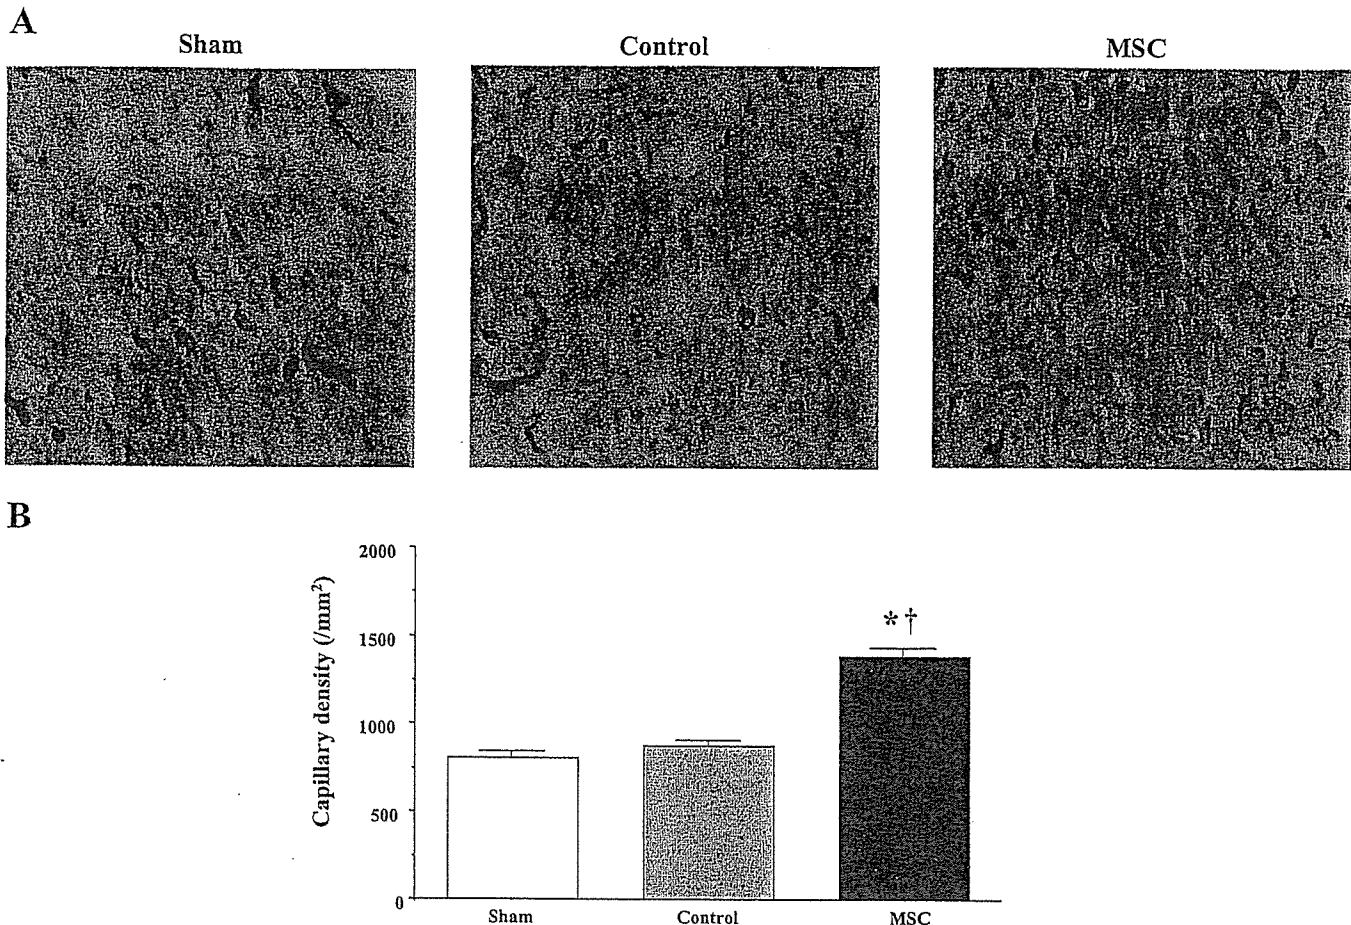 A
Sham
Control
MSC
B
Capillary density (/mm²)
2000
1500
1000
500
0
*†
Sham
Control
MSC